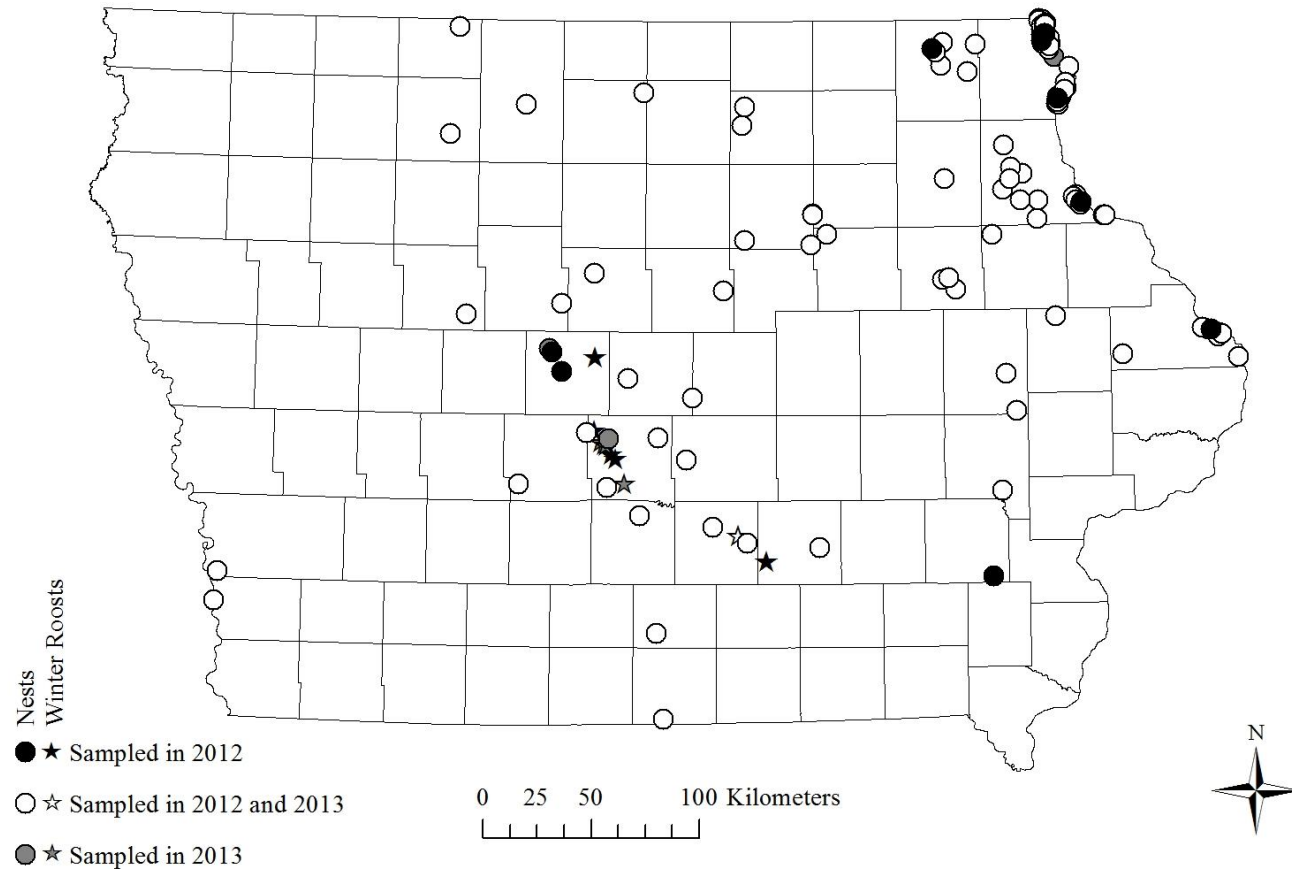 N
Nests
Winter Roosts
Sampled in 2012
Sampled in 2012 and 2013
Sampled in 2013
0 25 50 100 Kilometers